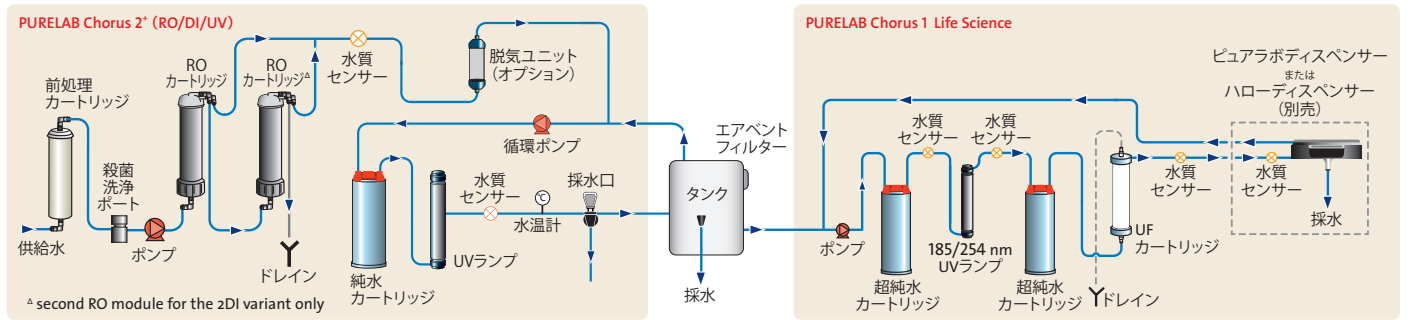 PURELAB Chorus 2⁺ (RO/DI/UV)
前処理
カートリッジ
供給水
殺菌
洗浄
ポート
ポンプ
RO
カートリッジ
RO
カートリッジᐞ
ドレイン
水質
センサー
脱気ユニット
(オプション)
循環ポンプ
純水
カートリッジ
UVランプ
水質
センサー
℃
水温計
採水口
ᐞ second RO module for the 2DI variant only
エアベント
フィルター
タンク
採水
PURELAB Chorus 1 Life Science
ポンプ
超純水
カートリッジ
水質
センサー
185/254 nm
UVランプ
水質
センサー
超純水
カートリッジ
ドレイン
UF
カートリッジ
水質
センサー
ピュアラボディスペンサー
または
ハローディスペンサー
(別売)
水質
センサー
採水